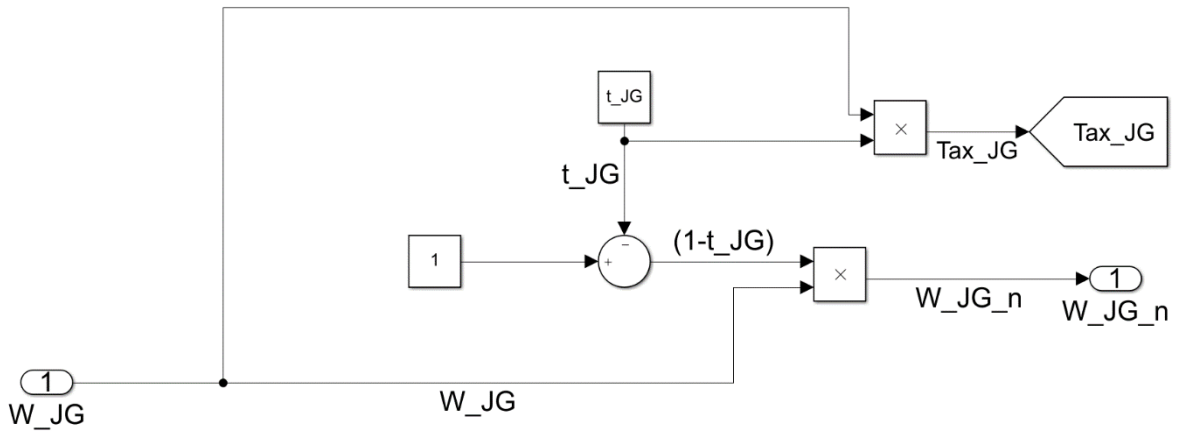 t_JG
×
Tax_JG
Tax_JG
t_JG
1
+
−
(1-t_JG)
×
W_JG_n
1
W_JG_n
1
W_JG
W_JG